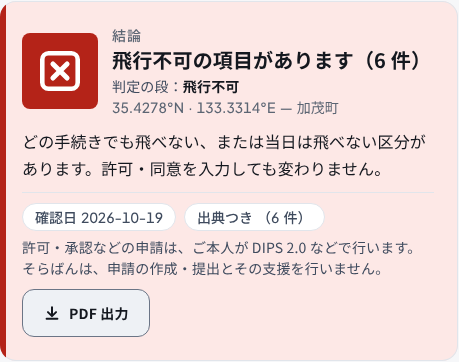 結論
飛行不可の項目があります（6 件）
判定の段：飛行不可
35.4278°N · 133.3314°E — 加茂町
どの手続きでも飛べない、または当日は飛べない区分が
あります。許可・同意を入力しても変わりません。
確認日 2026-10-19 出典つき （6 件）
許可・承認などの申請は、ご本人が DIPS 2.0 などで行います。
そらばんは、申請の作成・提出とその支援を行いません。
PDF 出力